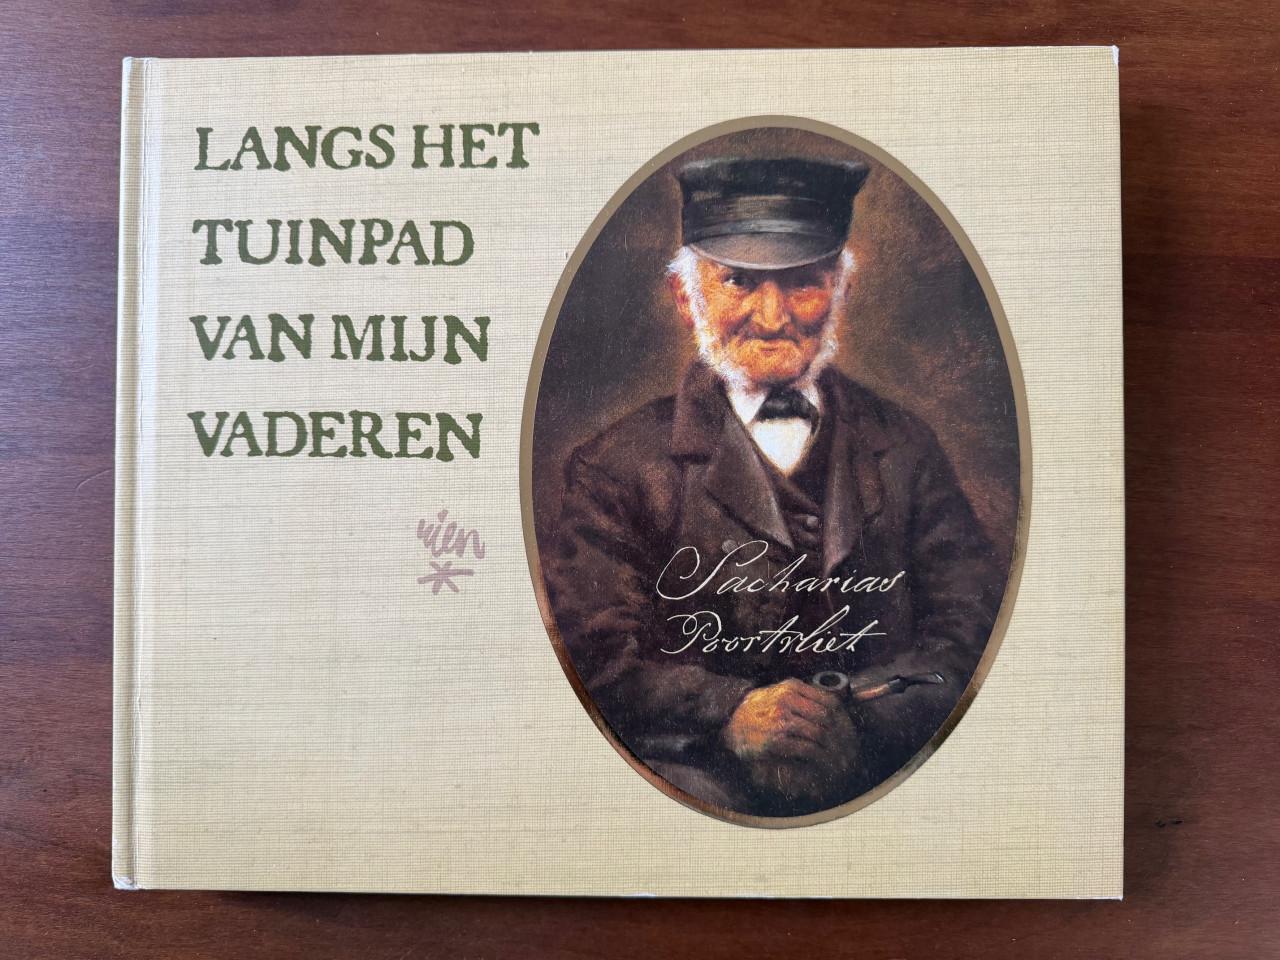 LANGS HET
TUINPAD
VAN MIJN
VADEREN
rien
Sacharias
Poortvliet